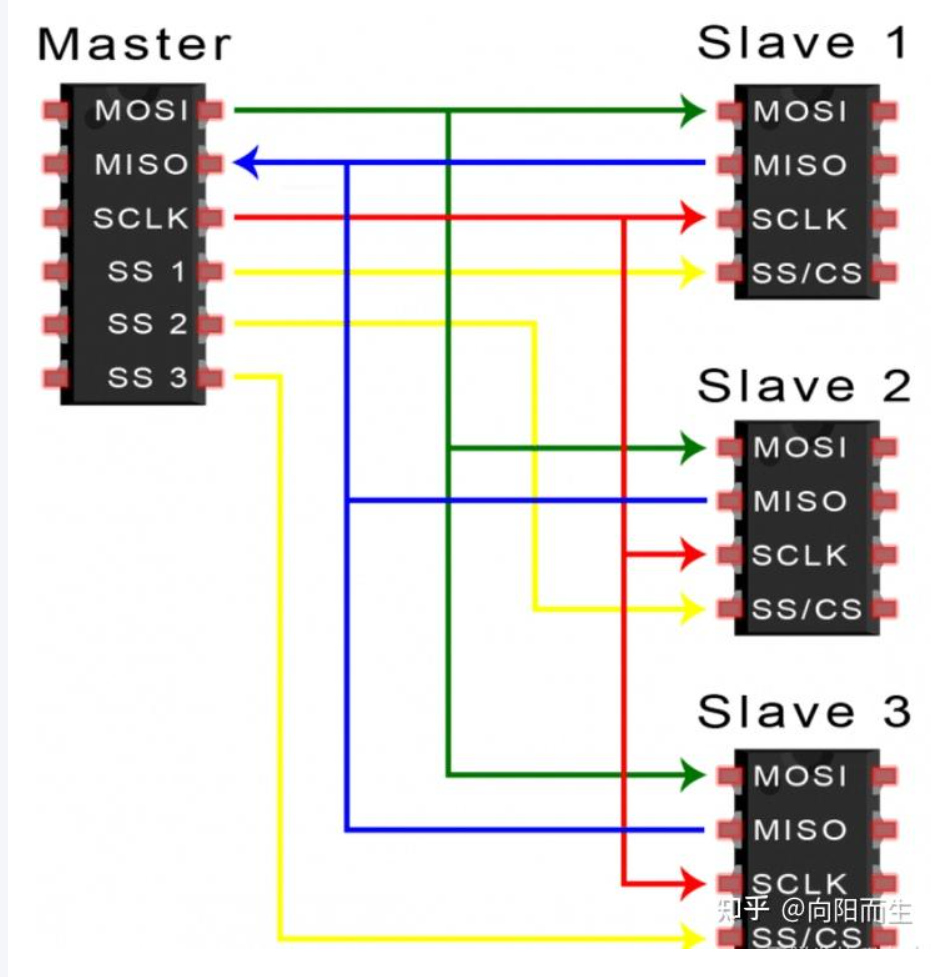 Master
MOSI
MISO
SCLK
SS 1
SS 2
SS 3
Slave 1
MOSI
MISO
SCLK
SS/CS
Slave 2
MOSI
MISO
SCLK
SS/CS
Slave 3
MOSI
MISO
SCLK
SS/CS
知乎 @向阳而生